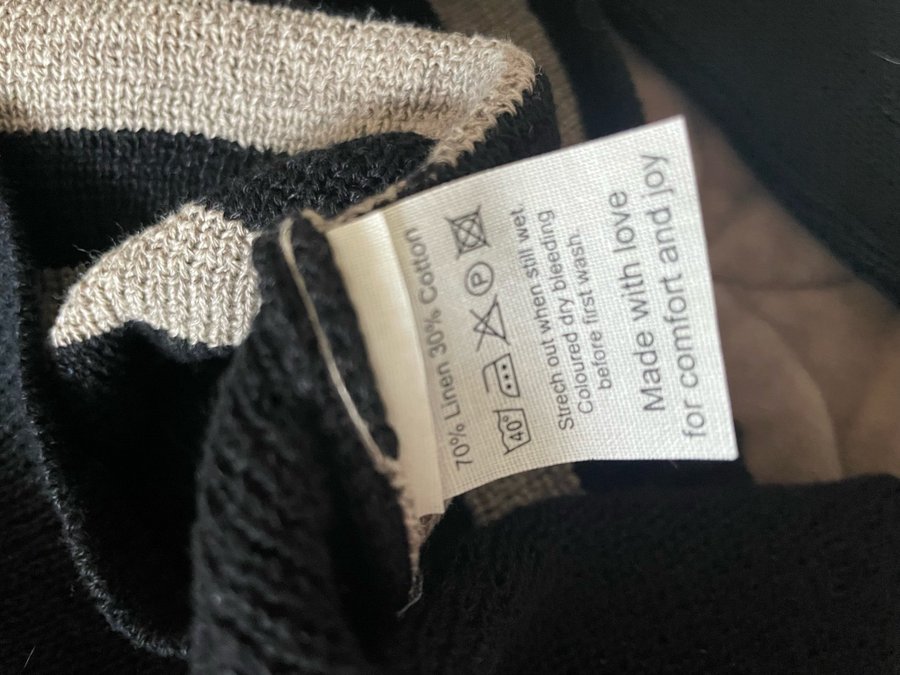 70% Linen 30% Cotton
40° P
Strech out when still wet.
Coloured dry bleeding
before first wash.
Made with love
for comfort and joy